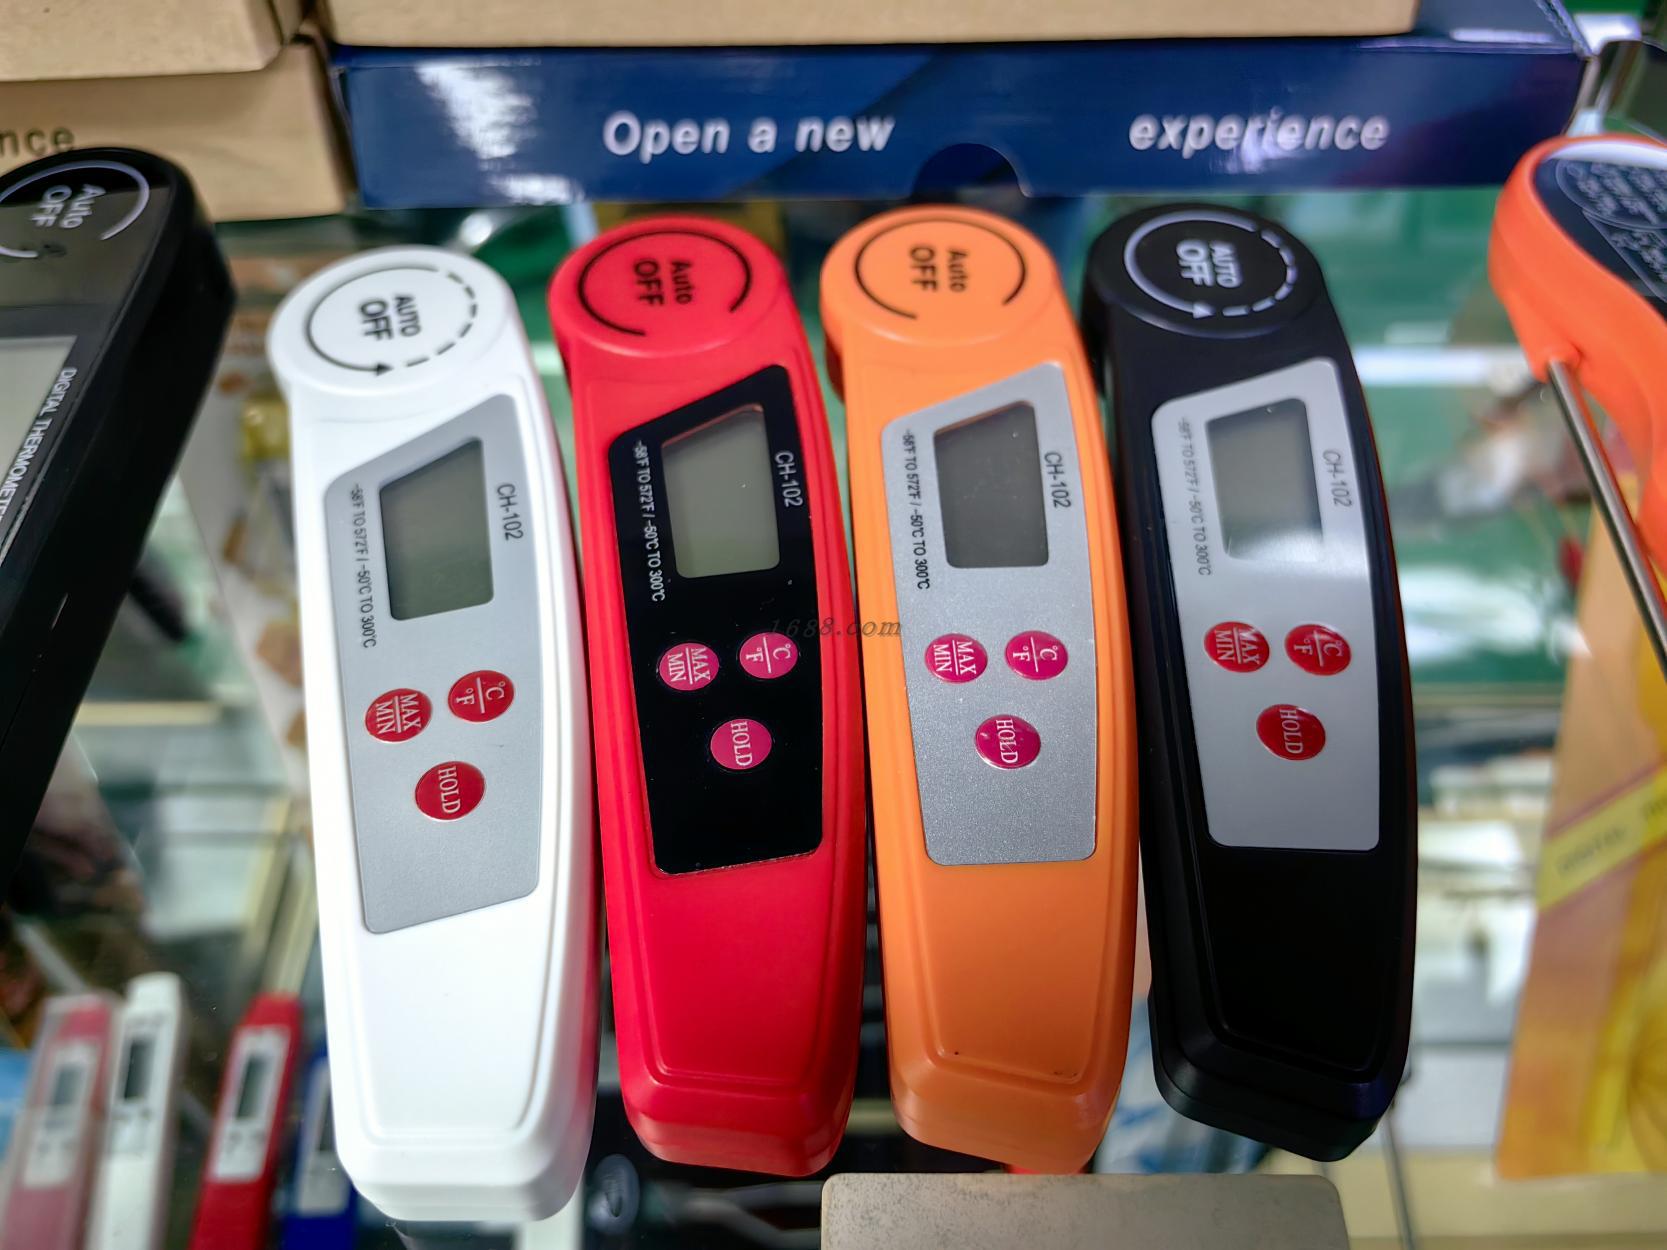 Open a new experience
nce
Auto
OFF
DIGITAL THERMOMETE
AUTO
OFF
CH-102
-58°F TO 572°F / -50°C TO 300°C
MAX
MIN
°C
°F
HOLD
Auto
OFF
CH-102
-58°F TO 572°F / -50°C TO 300°C
MAX
MIN
°C
°F
HOLD
Auto
OFF
CH-102
-58°F TO 572°F / -50°C TO 300°C
MAX
MIN
°C
°F
HOLD
AUTO
OFF
CH-102
-58°F TO 572°F / -50°C TO 300°C
MAX
MIN
°C
°F
HOLD
1688.com